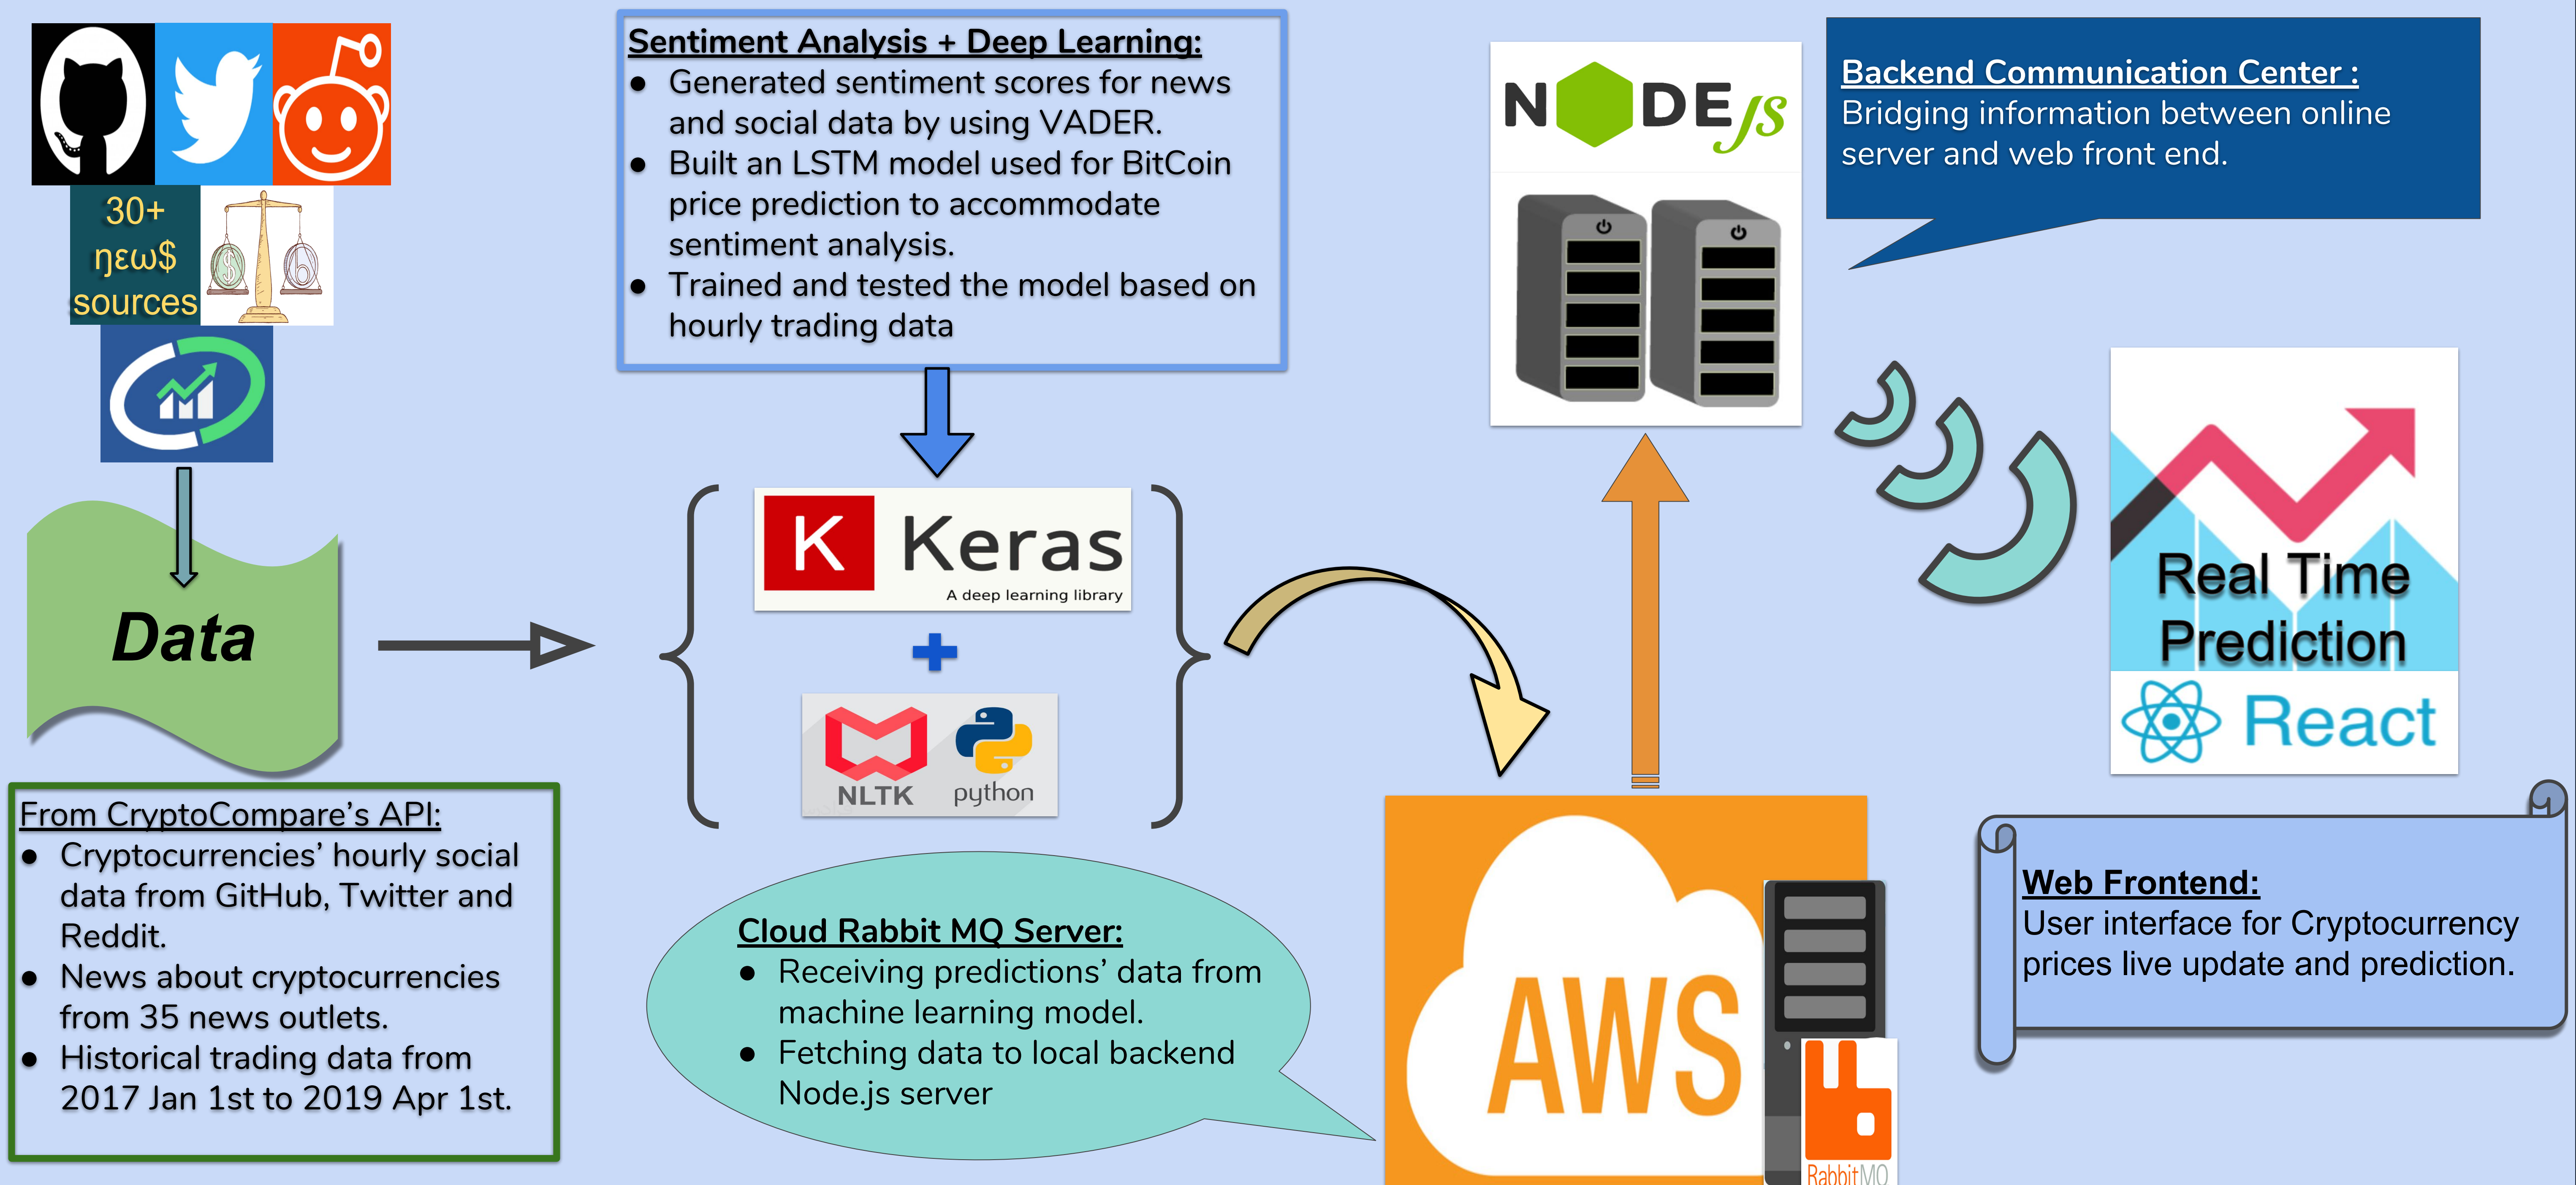 30+
ηεω$
sources
$
b
Data
From CryptoCompare's API:
● Cryptocurrencies' hourly social
data from GitHub, Twitter and
Reddit.
● News about cryptocurrencies
from 35 news outlets.
● Historical trading data from
2017 Jan 1st to 2019 Apr 1st.
Sentiment Analysis + Deep Learning:
● Generated sentiment scores for news
and social data by using VADER.
● Built an LSTM model used for BitCoin
price prediction to accommodate
sentiment analysis.
● Trained and tested the model based on
hourly trading data
K Keras
A deep learning library
NLTK python
Cloud Rabbit MQ Server:
● Receiving predictions' data from
machine learning model.
● Fetching data to local backend
Node.js server
AWS
RabbitMQ
NODE JS
Backend Communication Center :
Bridging information between online
server and web front end.
Real Time
Prediction
React
Web Frontend:
User interface for Cryptocurrency
prices live update and prediction.